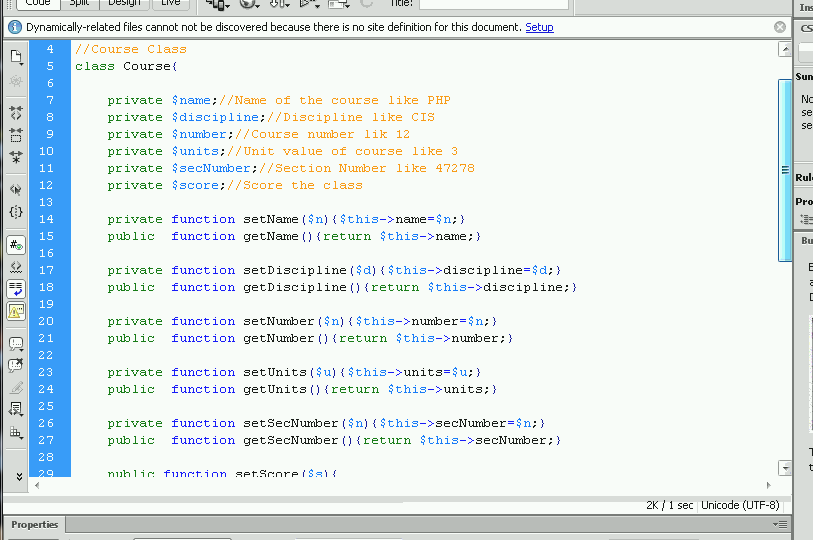 Code Split Design Live Title:
Dynamically-related files cannot not be discovered because there is no site definition for this document. Setup
4 //Course Class
5 class Course{
6
7 private $name;//Name of the course like PHP
8 private $discipline;//Discipline like CIS
9 private $number;//Course number lik 12
10 private $units;//Unit value of course like 3
11 private $secNumber;//Section Number like 47278
12 private $score;//Score the class
13
14 private function setName($n){$this->name=$n;}
15 public function getName(){return $this->name;}
16
17 private function setDiscipline($d){$this->discipline=$d;}
18 public function getDiscipline(){return $this->discipline;}
19
20 private function setNumber($n){$this->number=$n;}
21 public function getNumber(){return $this->number;}
22
23 private function setUnits($u){$this->units=$u;}
24 public function getUnits(){return $this->units;}
25
26 private function setSecNumber($n){$this->secNumber=$n;}
27 public function getSecNumber(){return $this->secNumber;}
28
29 public function setScore($s){
2K / 1 sec Unicode (UTF-8)
Properties
Ins
CS
Sun
No
se
se
Rul
Pro
Bu